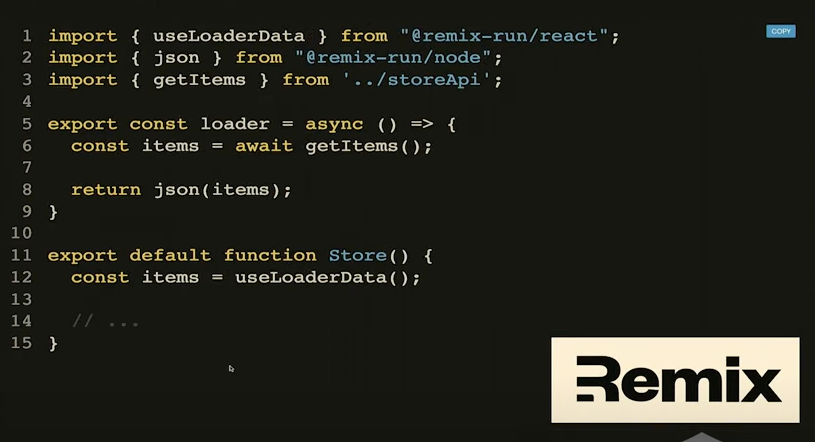 COPY
1 import { useLoaderData } from "@remix-run/react";
2 import { json } from "@remix-run/node";
3 import { getItems } from '../storeApi';
4
5 export const loader = async () => {
6   const items = await getItems();
7
8   return json(items);
9 }
10
11 export default function Store() {
12   const items = useLoaderData();
13
14   // ...
15 }
Remix